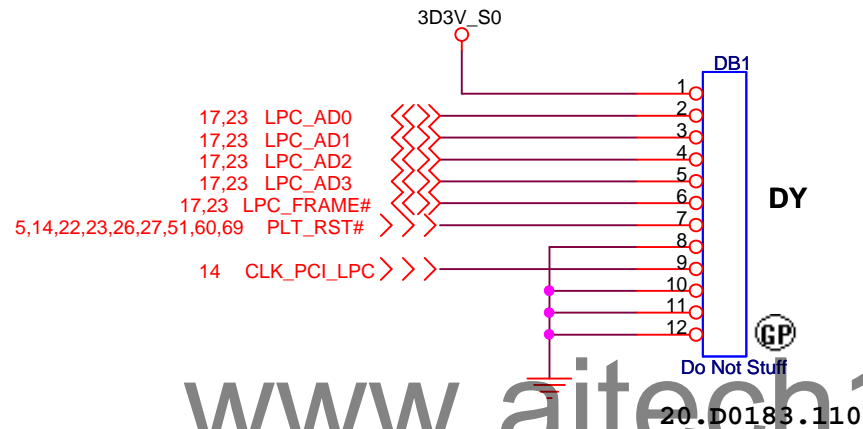 3D3V_S0
DB1
1
17,23 LPC_AD0 2
17,23 LPC_AD1 3
17,23 LPC_AD2 4
17,23 LPC_AD3 5
17,23 LPC_FRAME# 6
DY
5,14,22,23,26,27,51,60,69 PLT_RST# 7
8
14 CLK_PCI_LPC 9
10
11
12
GP
Do Not Stuff
www.aitech1
20.D0183.110